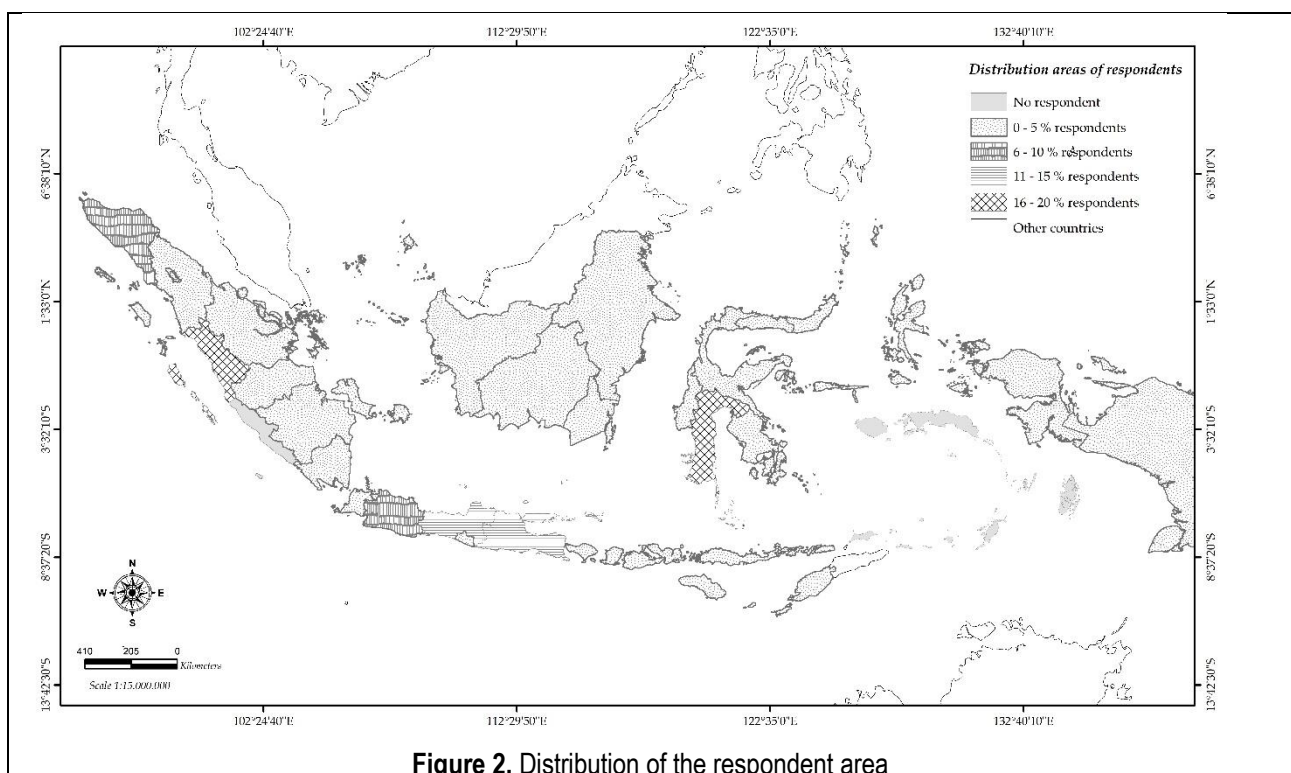 102°24'40"E 112°29'50"E 122°35'0"E 132°40'10"E
Distribution areas of respondents
No respondent
0 - 5 % respondents
6 - 10 % respondents
11 - 15 % respondents
16 - 20 % respondents
Other countries
6°38'10"N 6°38'10"N
1°33'0"N 1°33'0"N
3°32'10"S 3°32'10"S
8°37'20"S 8°37'20"S
13°42'30"S 13°42'30"S
N
W E
S
410 205 0
Kilometers
Scale 1:15.000.000
102°24'40"E 112°29'50"E 122°35'0"E 132°40'10"E
Figure 2. Distribution of the respondent area